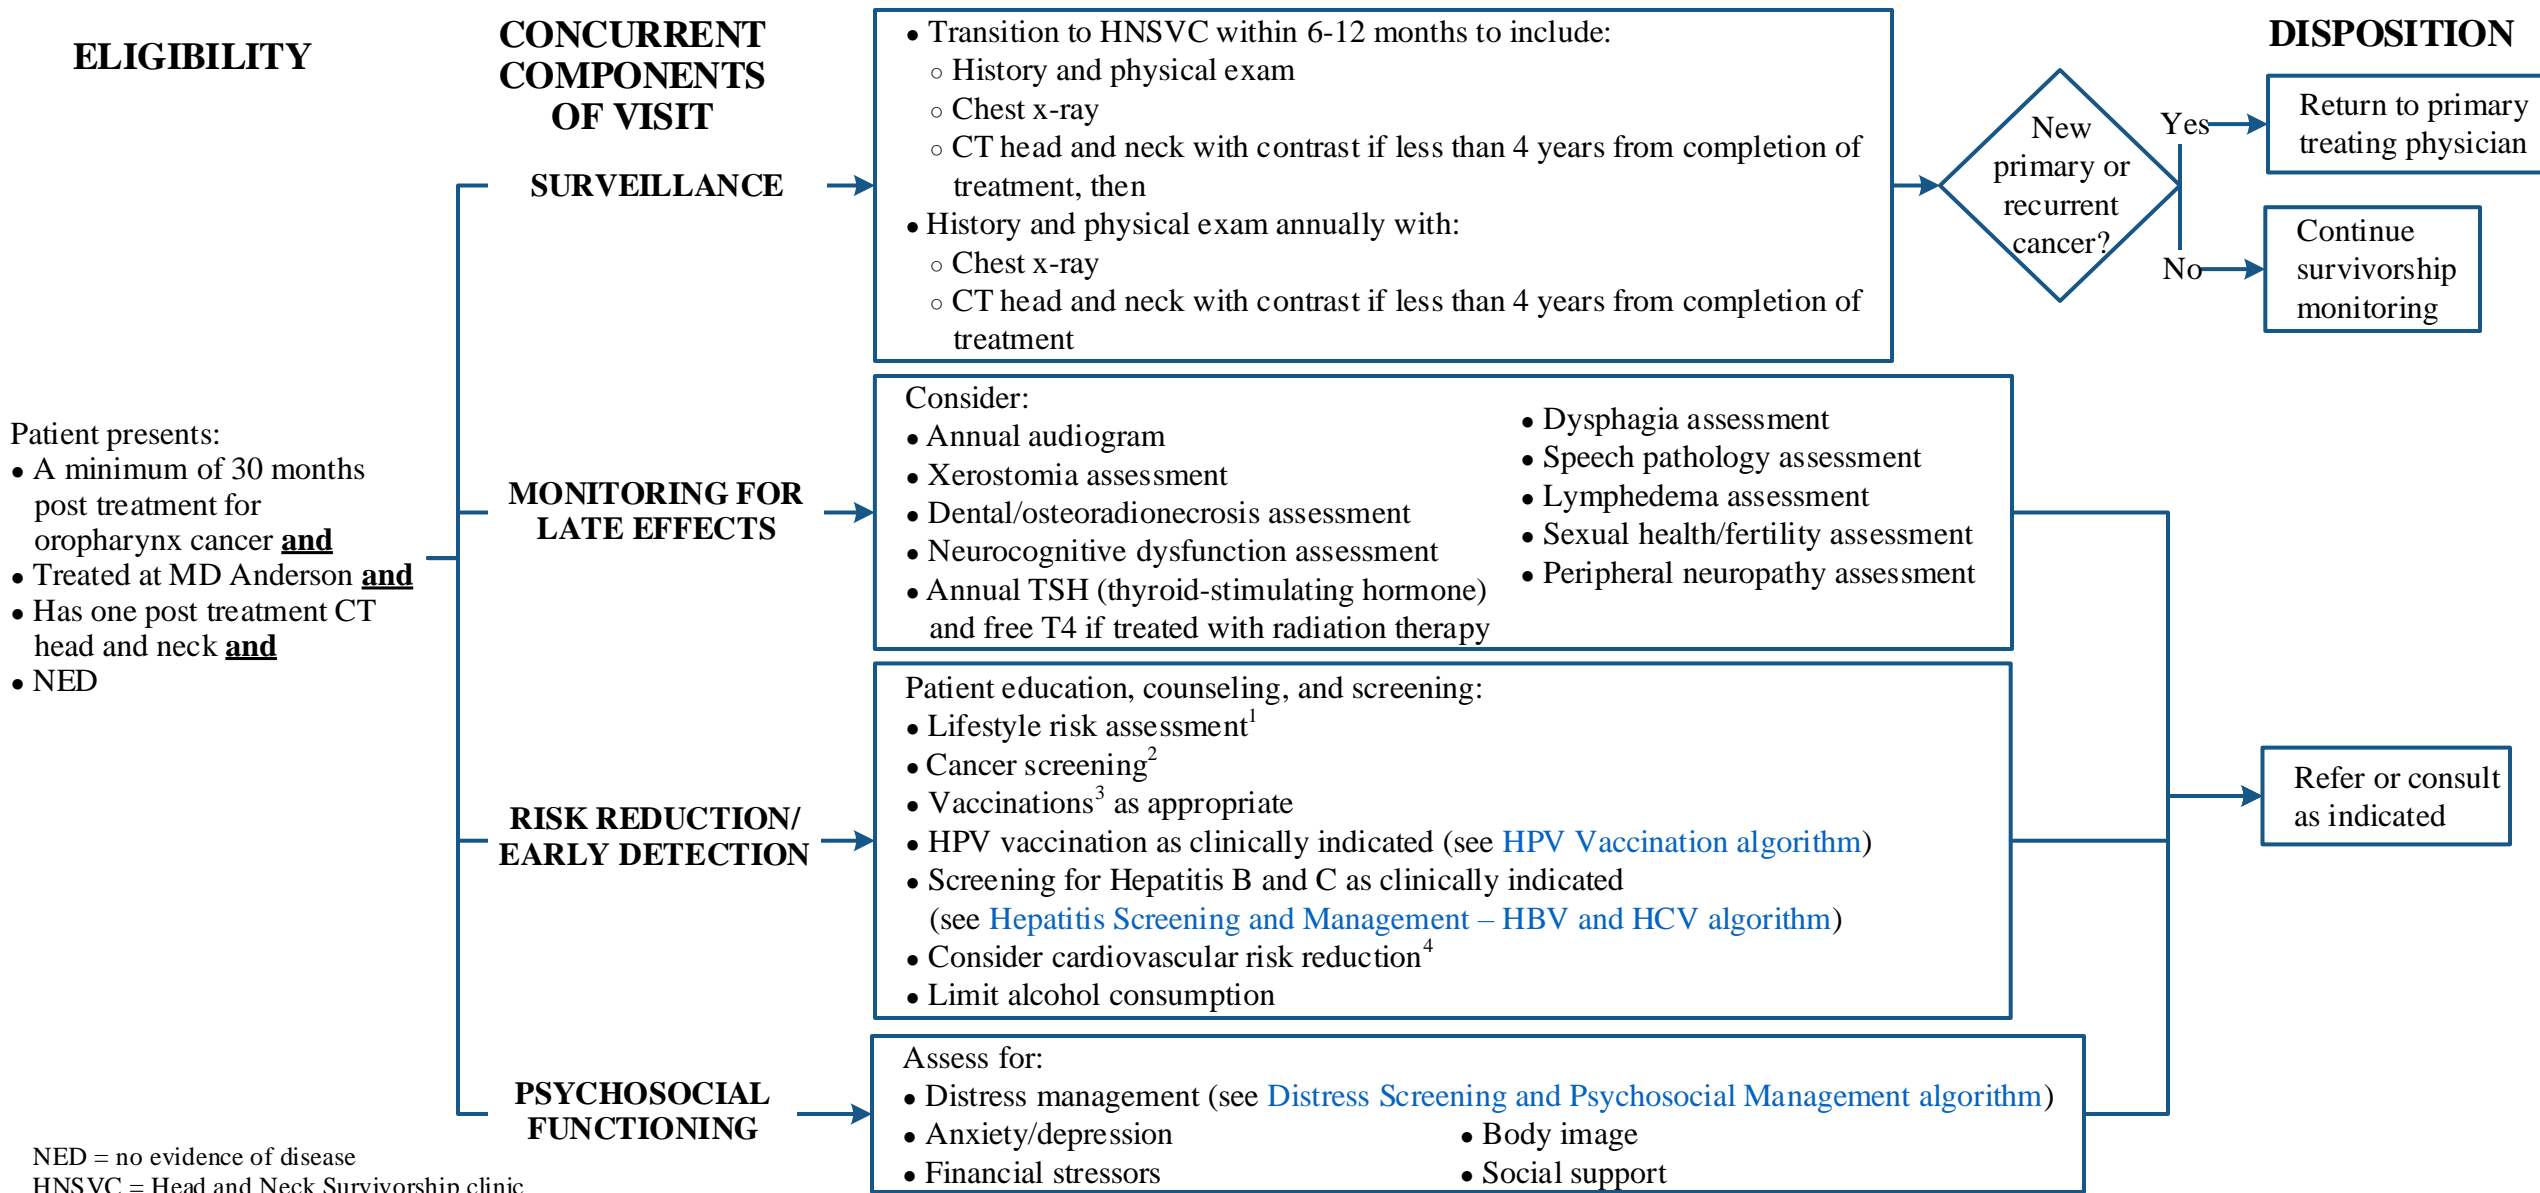 ELIGIBILITY
CONCURRENT
COMPONENTS
OF VISIT
DISPOSITION
Patient presents:
● A minimum of 30 months
post treatment for
oropharynx cancer and
● Treated at MD Anderson and
● Has one post treatment CT
head and neck and
● NED
SURVEILLANCE
● Transition to HNSVC within 6-12 months to include:
○ History and physical exam
○ Chest x-ray
○ CT head and neck with contrast if less than 4 years from completion of
treatment, then
● History and physical exam annually with:
○ Chest x-ray
○ CT head and neck with contrast if less than 4 years from completion of
treatment
New
primary or
recurrent
cancer?
Yes
Return to primary
treating physician
No
Continue
survivorship
monitoring
MONITORING FOR
LATE EFFECTS
Consider:
● Annual audiogram
● Xerostomia assessment
● Dental/osteoradionecrosis assessment
● Neurocognitive dysfunction assessment
● Annual TSH (thyroid-stimulating hormone)
and free T4 if treated with radiation therapy
● Dysphagia assessment
● Speech pathology assessment
● Lymphedema assessment
● Sexual health/fertility assessment
● Peripheral neuropathy assessment
RISK REDUCTION/
EARLY DETECTION
Patient education, counseling, and screening:
● Lifestyle risk assessment1
● Cancer screening2
● Vaccinations3 as appropriate
● HPV vaccination as clinically indicated (see HPV Vaccination algorithm)
● Screening for Hepatitis B and C as clinically indicated
(see Hepatitis Screening and Management – HBV and HCV algorithm)
● Consider cardiovascular risk reduction4
● Limit alcohol consumption
Refer or consult
as indicated
PSYCHOSOCIAL
FUNCTIONING
Assess for:
● Distress management (see Distress Screening and Psychosocial Management algorithm)
● Anxiety/depression
● Financial stressors
● Body image
● Social support
NED = no evidence of disease
HNSVC = Head and Neck Survivorship clinic